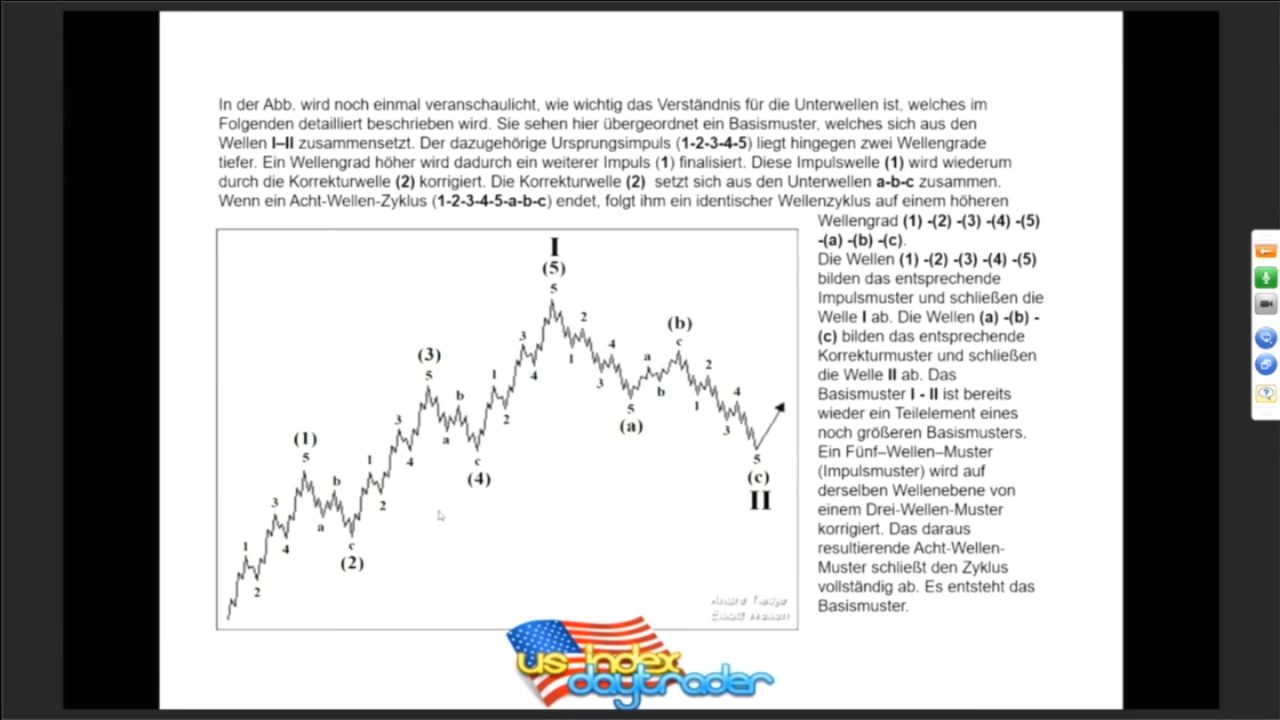 In der Abb. wird noch einmal veranschaulicht, wie wichtig das Verständnis für die Unterwellen ist, welches im
Folgenden detailliert beschrieben wird. Sie sehen hier übergeordnet ein Basismuster, welches sich aus den
Wellen I–II zusammensetzt. Der dazugehörige Ursprungsimpuls (1-2-3-4-5) liegt hingegen zwei Wellengrade
tiefer. Ein Wellengrad höher wird dadurch ein weiterer Impuls (1) finalisiert. Diese Impulswelle (1) wird wiederum
durch die Korrekturwelle (2) korrigiert. Die Korrekturwelle (2) setzt sich aus den Unterwellen a-b-c zusammen.
Wenn ein Acht-Wellen-Zyklus (1-2-3-4-5-a-b-c) endet, folgt ihm ein identischer Wellenzyklus auf einem höheren
Wellengrad (1) -(2) -(3) -(4) -(5)
-(a) -(b) -(c).
Die Wellen (1) -(2) -(3) -(4) -(5)
bilden das entsprechende
Impulsmuster und schließen die
Welle I ab. Die Wellen (a) -(b) -
(c) bilden das entsprechende
Korrekturmuster und schließen
die Welle II ab. Das
Basismuster I - II ist bereits
wieder ein Teilelement eines
noch größeren Basismusters.
Ein Fünf–Wellen–Muster
(Impulsmuster) wird auf
derselben Wellenebene von
einem Drei-Wellen-Muster
korrigiert. Das daraus
resultierende Acht-Wellen-
Muster schließt den Zyklus
vollständig ab. Es entsteht das
Basismuster.
I
(5)
5
2
(b)
3
4
a
c
(3)
5
1
2
4
1
4
3
b
b
5
1
3
(a)
2
3
a
(1)
1
4
c
5
5
(4)
(c)
b
II
3
2
a
1
4
c
2
(2)
André Tiedje
Elliott Wellen
us index
daytrader